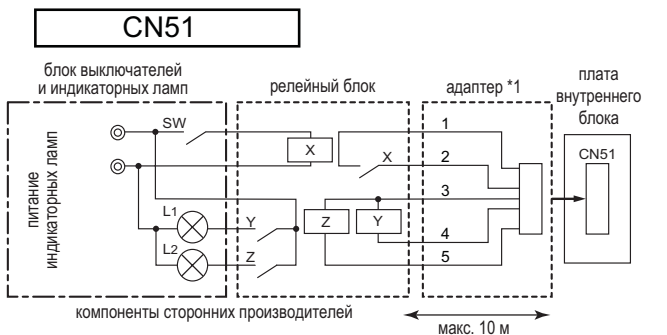 CN51
блок выключателей
и индикаторных ламп
релейный блок
адаптер *1
плата
внутреннего
блока
питание
индикаторных ламп
SW
X
X
1
2
3
4
5
CN51
L1
Y
Z
Y
L2
Z
компоненты сторонних производителей
макс. 10 м